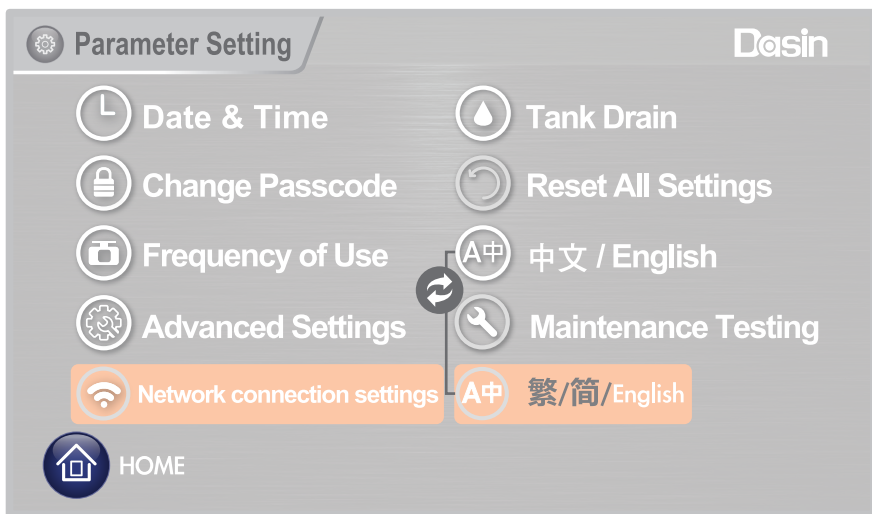 Parameter Setting
Dasin
Date & Time
Tank Drain
Change Passcode
Reset All Settings
Frequency of Use
A中
中文 / English
Advanced Settings
Maintenance Testing
Network connection settings
A中
繁/简/English
HOME